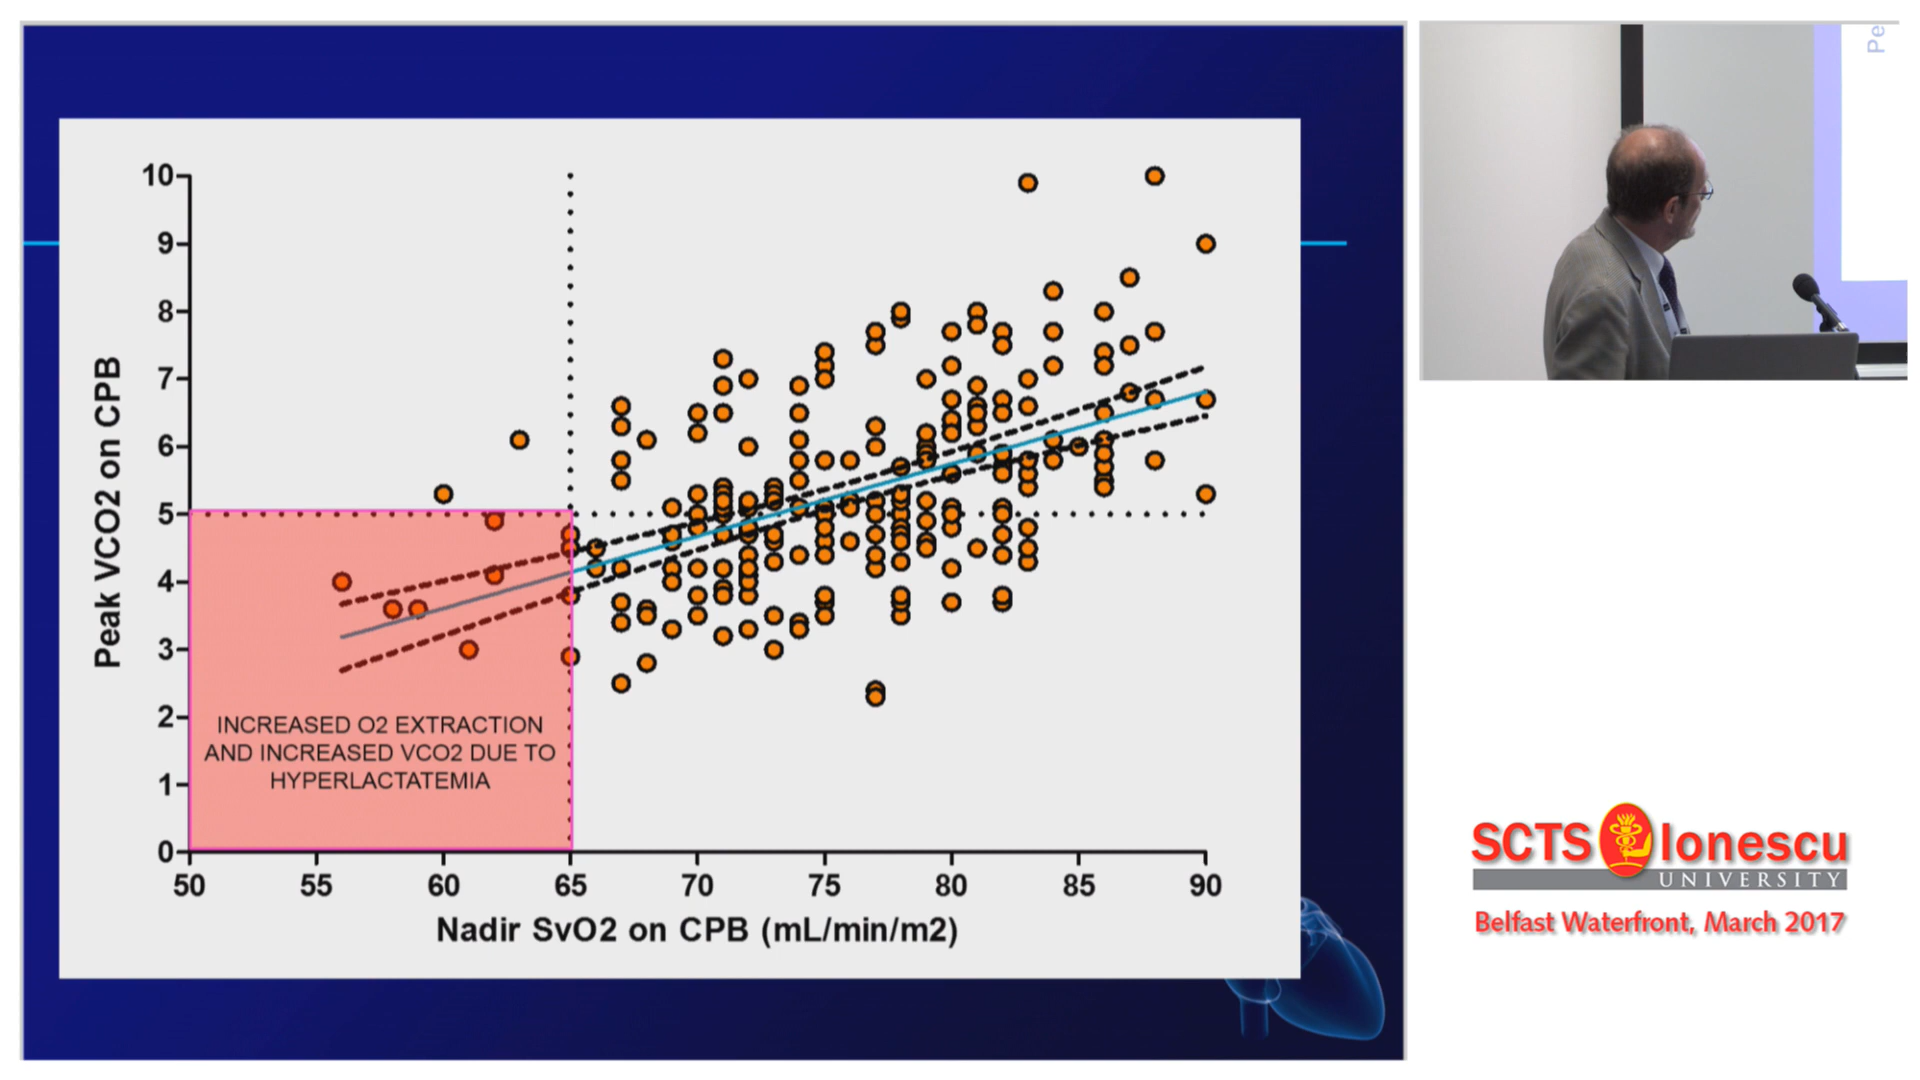 10
9
8
7
6
5
4
3
2
1
0
Peak VCO2 on CPB
INCREASED O2 EXTRACTION
AND INCREASED VCO2 DUE TO
HYPERLACTATEMIA
50 55 60 65 70 75 80 85 90
Nadir SvO2 on CPB (mL/min/m2)
Pe
SCTS Ionescu
UNIVERSITY
Belfast Waterfront, March 2017